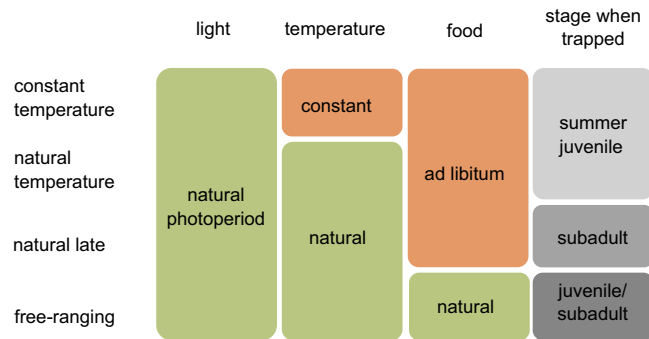 light temperature food stage when
trapped
constant
temperature
constant
summer
juvenile
natural
temperature
ad libitum
natural
photoperiod
natural
natural late
subadult
free-ranging
natural
juvenile/
subadult